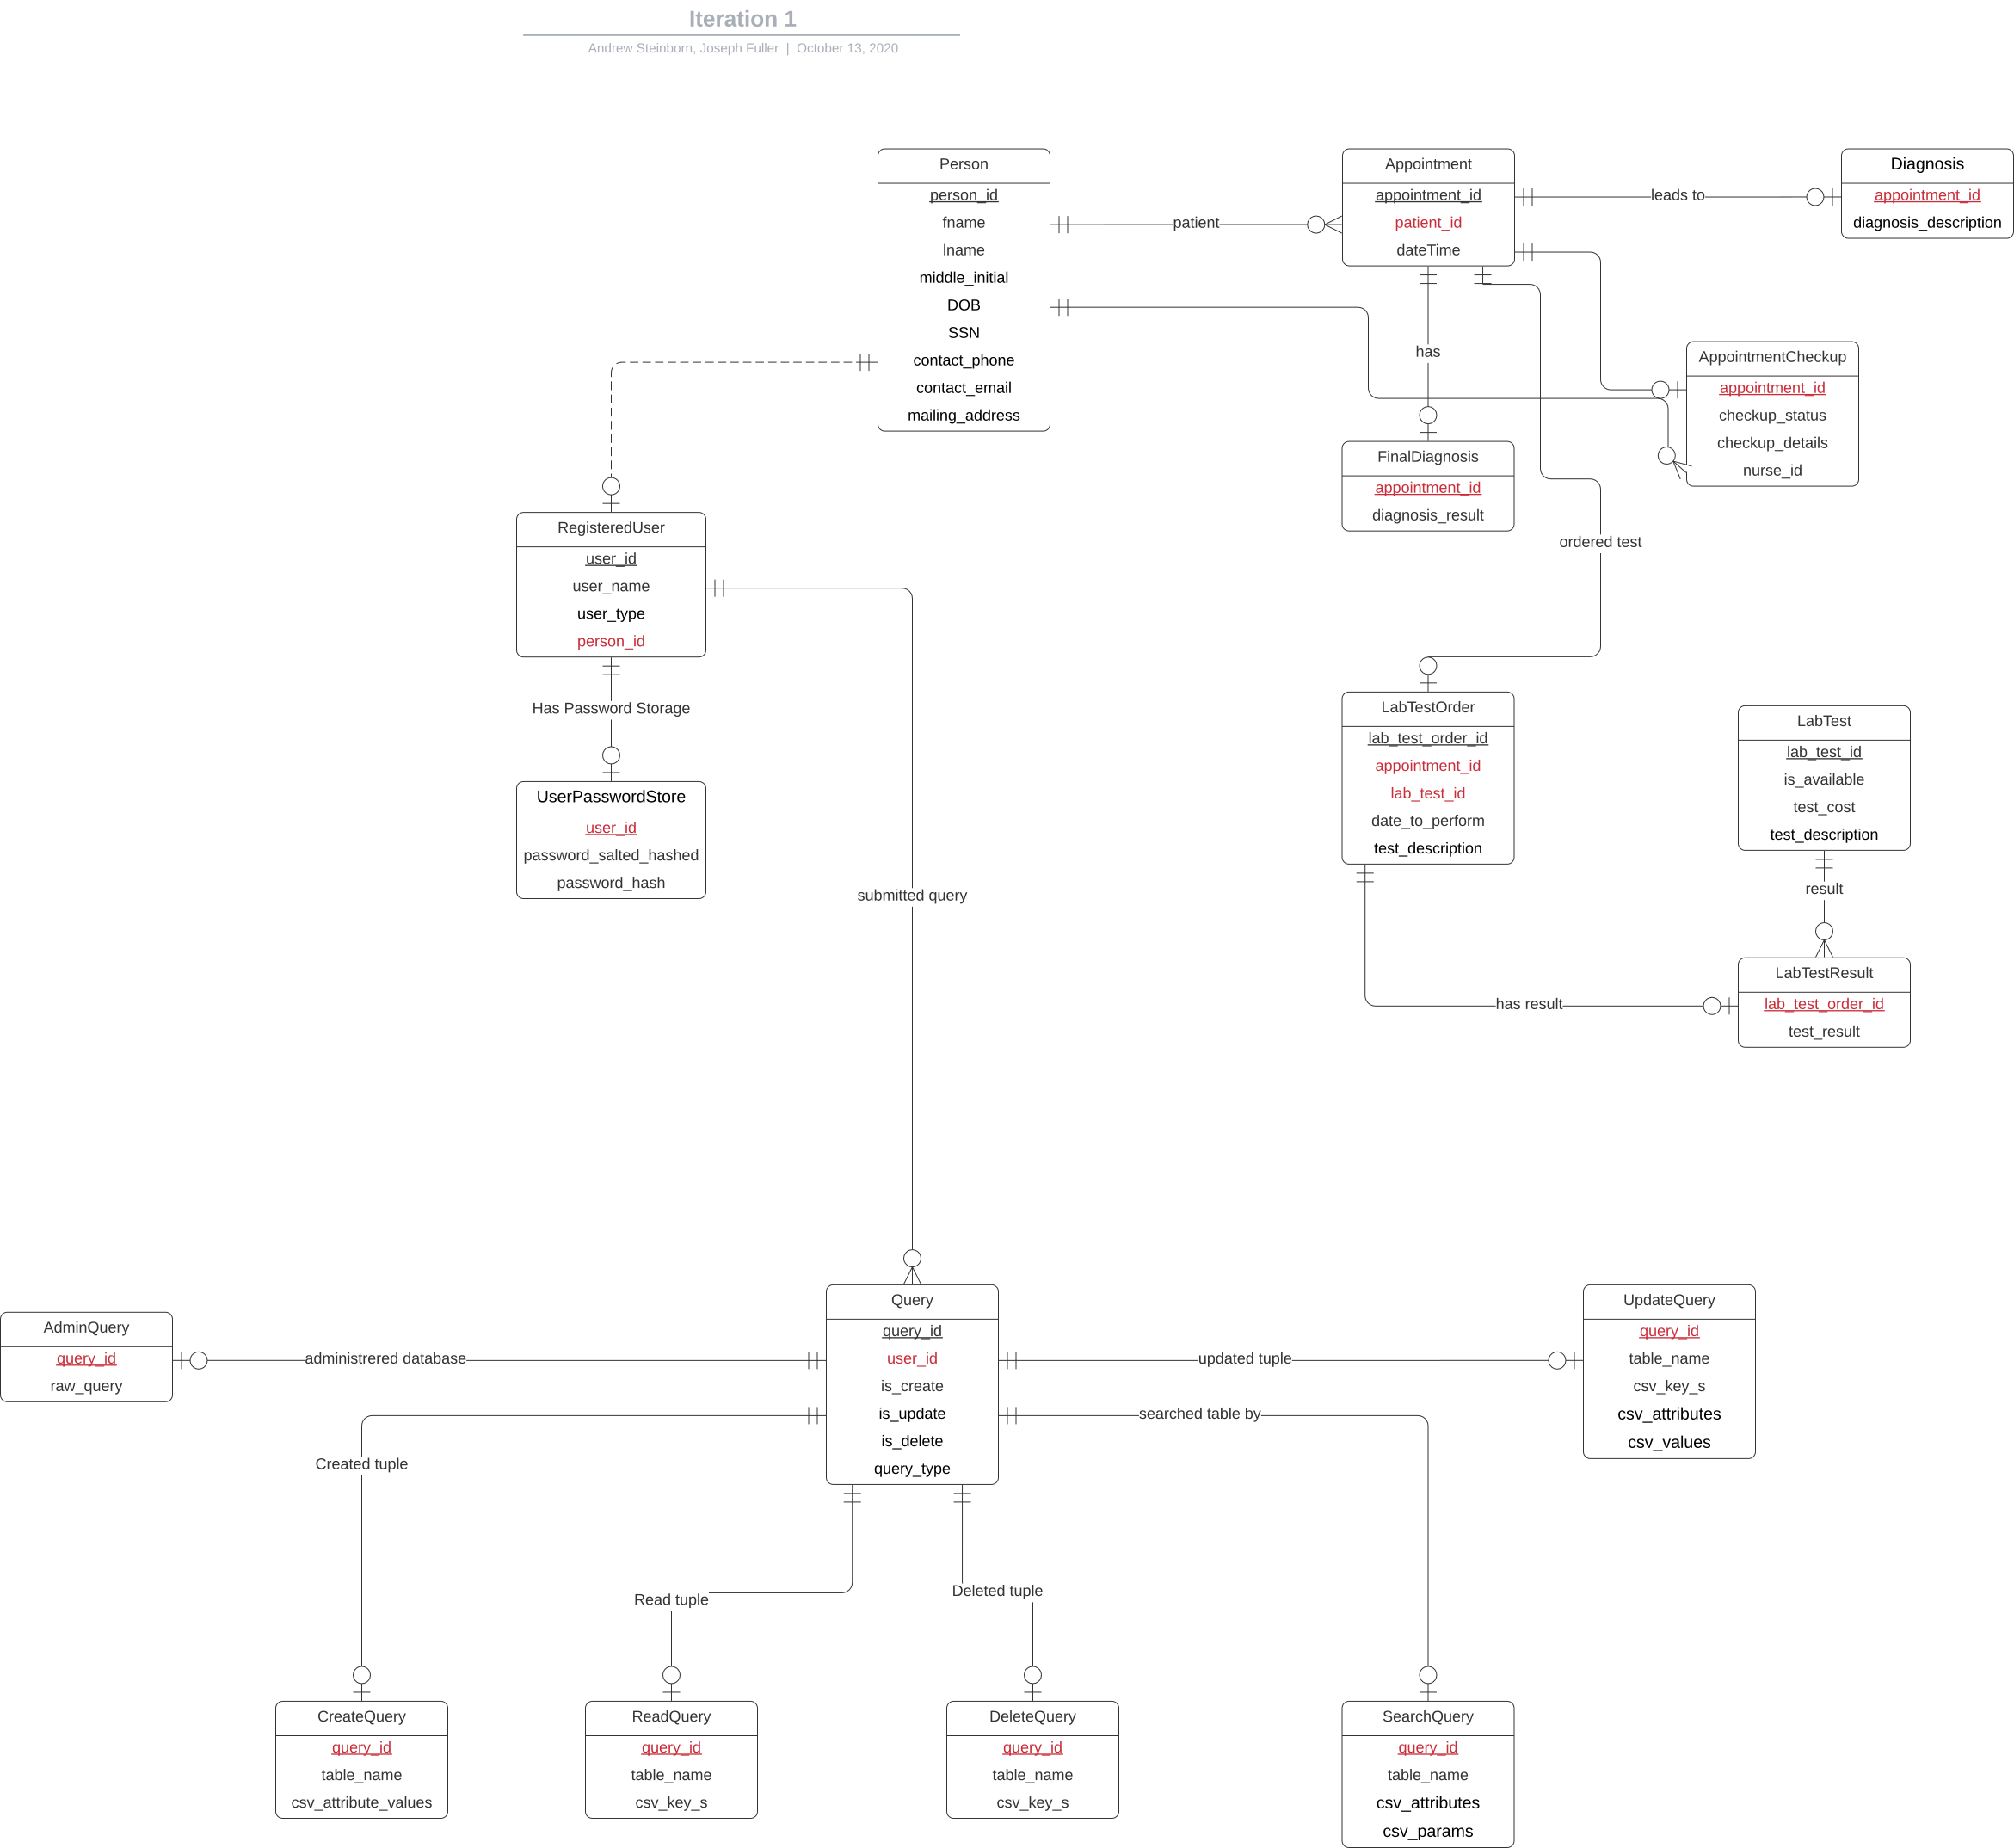 Iteration 1
Andrew Steinborn, Joseph Fuller | October 13, 2020
Person
person_id
fname
lname
middle_initial
DOB
SSN
contact_phone
contact_email
mailing_address
patient
Appointment
appointment_id
patient_id
dateTime
leads to
Diagnosis
appointment_id
diagnosis_description
has
AppointmentCheckup
appointment_id
checkup_status
checkup_details
nurse_id
FinalDiagnosis
appointment_id
diagnosis_result
ordered test
RegisteredUser
user_id
user_name
user_type
person_id
Has Password Storage
UserPasswordStore
user_id
password_salted_hashed
password_hash
submitted query
LabTestOrder
lab_test_order_id
appointment_id
lab_test_id
date_to_perform
test_description
LabTest
lab_test_id
is_available
test_cost
test_description
result
has result
LabTestResult
lab_test_order_id
test_result
AdminQuery
query_id
raw_query
administrered database
Query
query_id
user_id
is_create
is_update
is_delete
query_type
updated tuple
searched table by
UpdateQuery
query_id
table_name
csv_key_s
csv_attributes
csv_values
Created tuple
Read tuple
Deleted tuple
CreateQuery
query_id
table_name
csv_attribute_values
ReadQuery
query_id
table_name
csv_key_s
DeleteQuery
query_id
table_name
csv_key_s
SearchQuery
query_id
table_name
csv_attributes
csv_params